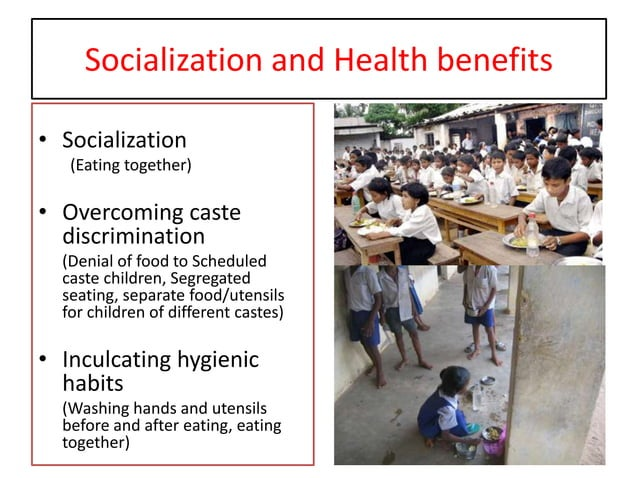 Socialization and Health benefits
• Socialization
(Eating together)
• Overcoming caste
discrimination
(Denial of food to Scheduled
caste children, Segregated
seating, separate food/utensils
for children of different castes)
• Inculcating hygienic
habits
(Washing hands and utensils
before and after eating, eating
together)